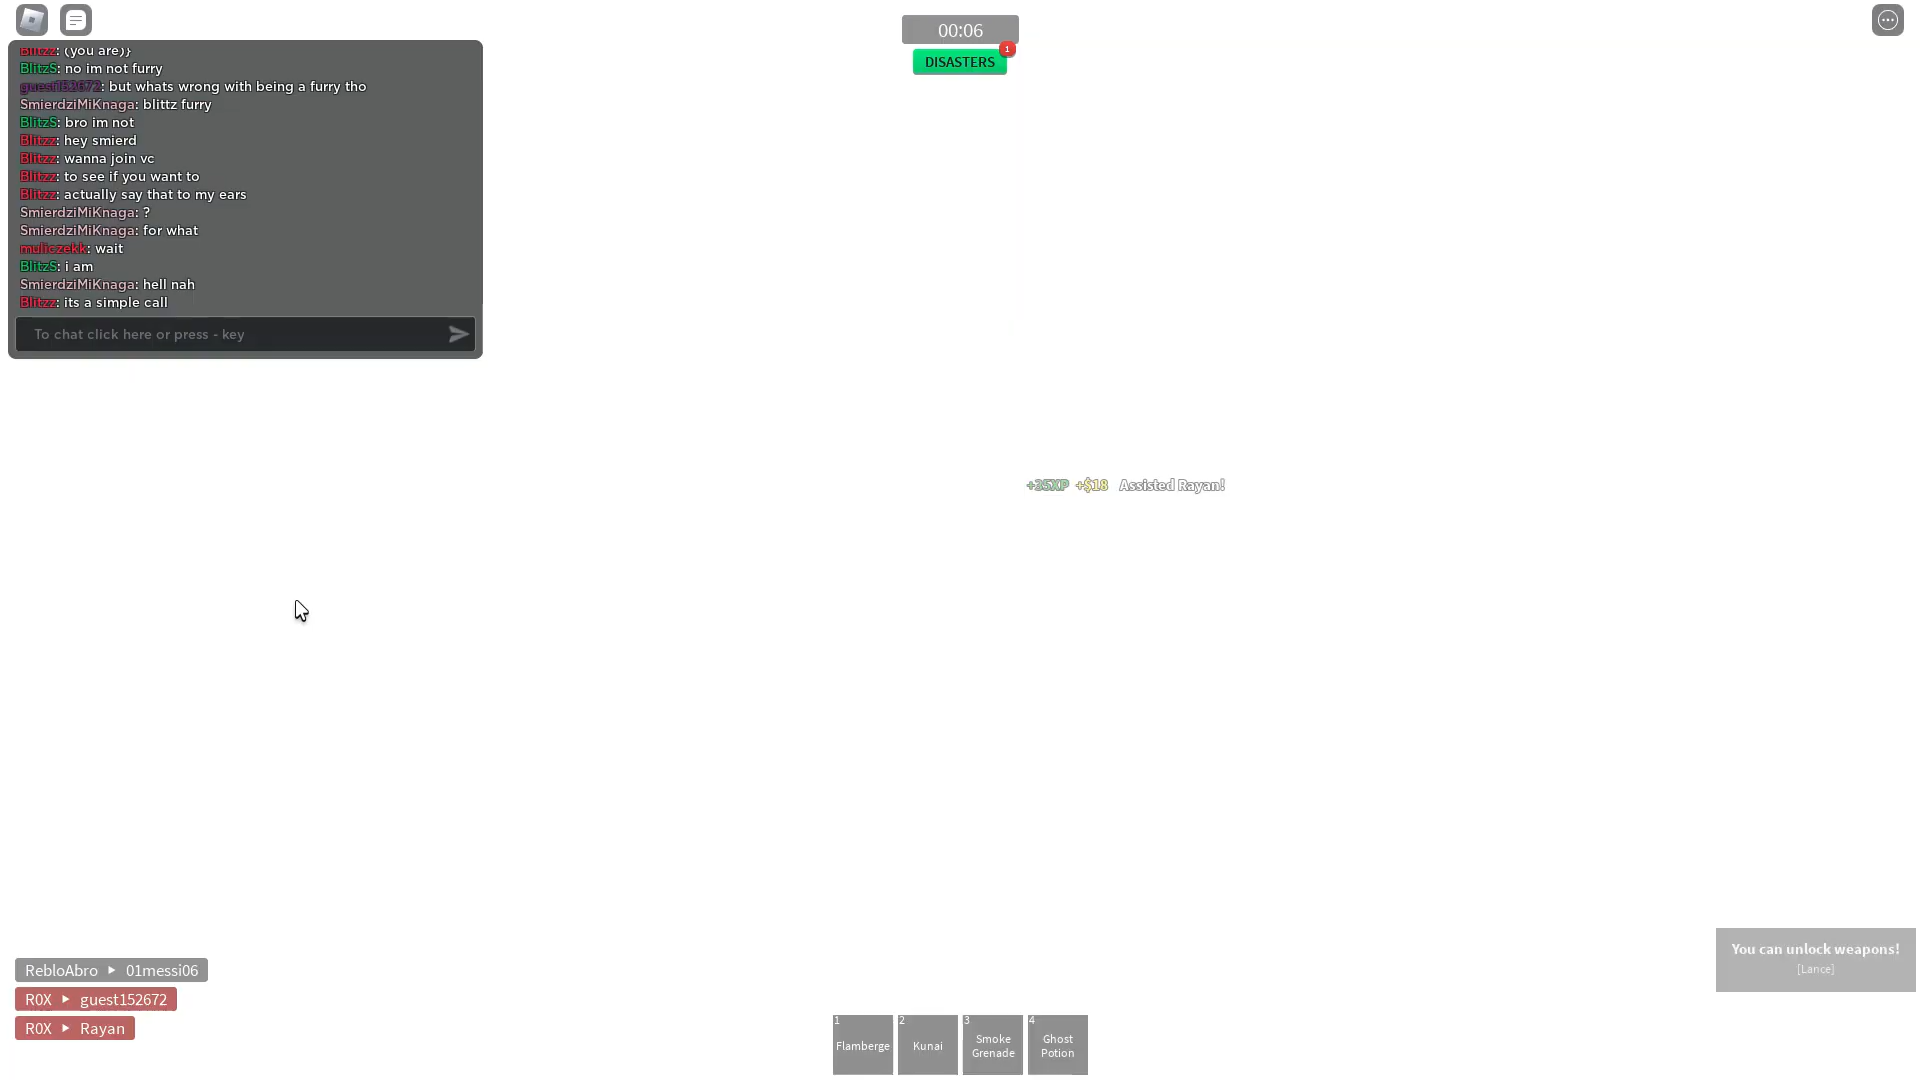 00:06
1
DISASTERS
Blitzz: (you are)}
BlitzS: no im not furry
guest152672: but whats wrong with being a furry tho
SmierdziMiKnaga: blittz furry
BlitzS: bro im not
Blitzz: hey smierd
Blitzz: wanna join vc
Blitzz: to see if you want to
Blitzz: actually say that to my ears
SmierdziMiKnaga: ?
SmierdziMiKnaga: for what
muliczekk: wait
BlitzS: i am
SmierdziMiKnaga: hell nah
Blitzz: its a simple call
To chat click here or press - key
+35XP +$18 Assisted Rayan!
You can unlock weapons!
[Lance]
RebloAbro ▸ 01messi06
R0X ▸ guest152672
R0X ▸ Rayan
1
Flamberge
2
Kunai
3
Smoke
Grenade
4
Ghost
Potion